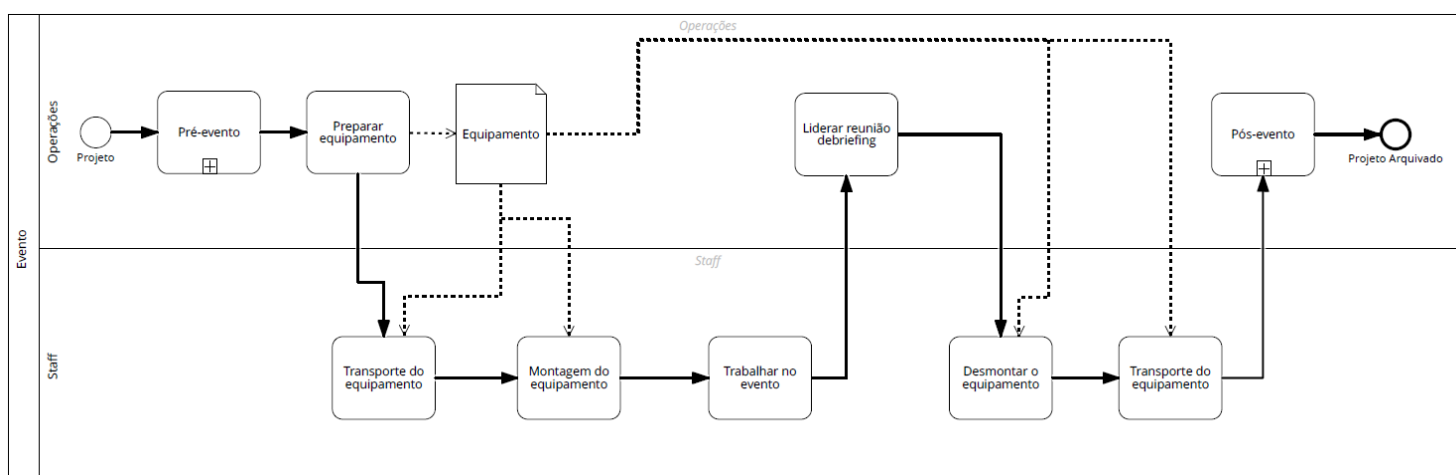 Operações
Evento
Operações
Projeto
Pré-evento
Preparar
equipamento
Equipamento
Liderar reunião
debriefing
Pós-evento
Projeto Arquivado
Staff
Staff
Transporte do
equipamento
Montagem do
equipamento
Trabalhar no
evento
Desmontar o
equipamento
Transporte do
equipamento